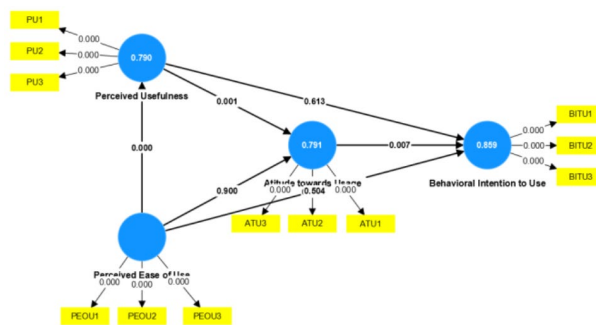 PU1
0.000
PU2
0.000
0.000
PU3
0.790
Perceived Usefulness
0.613
0.001
0.000
0.791
0.007
0.859
BITU1
0.000
0.000
BITU2
0.000
BITU3
Behavioral Intention to Use
0.900
Attitude towards Usage
0.000
0.504
0.000
ATU3
ATU2
ATU1
Perceived Ease of Use
0.000
0.000
0.000
PEOU1
PEOU2
PEOU3